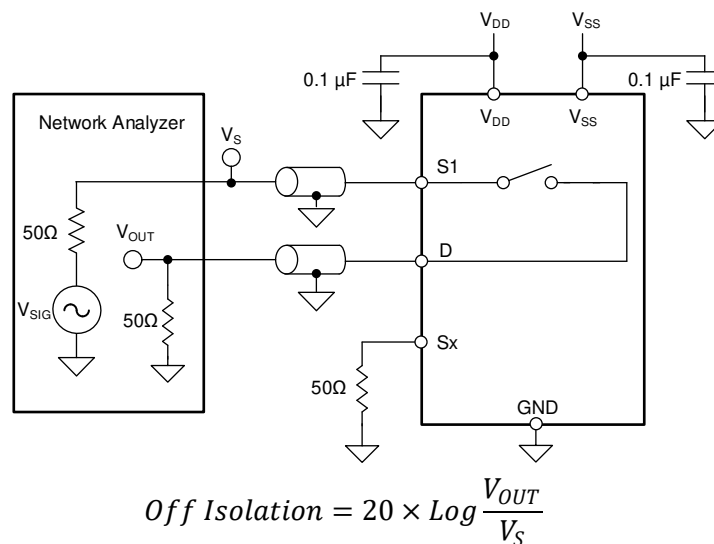 V_DD V_SS
0.1 µF 0.1 µF
Network Analyzer
V_DD V_SS
V_S
S1
50Ω
V_OUT
D
V_SIG
50Ω
Sx
50Ω
GND
Off Isolation = 20 × Log V_OUT / V_S